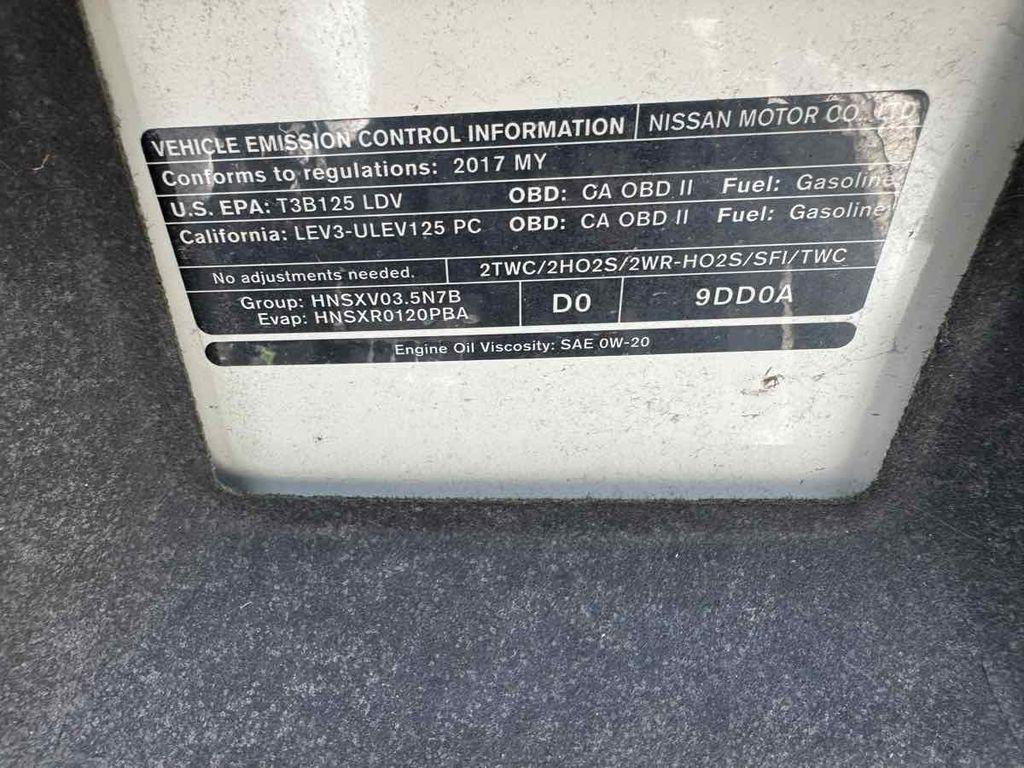 VEHICLE EMISSION CONTROL INFORMATION NISSAN MOTOR CO., LTD
Conforms to regulations: 2017 MY
U.S. EPA: T3B125 LDV OBD: CA OBD II Fuel: Gasoline
California: LEV3-ULEV125 PC OBD: CA OBD II Fuel: Gasoline
No adjustments needed. 2TWC/2HO2S/2WR-HO2S/SFI/TWC
Group: HNSXV03.5N7B D0 9DD0A
Evap: HNSXR0120PBA
Engine Oil Viscosity: SAE 0W-20